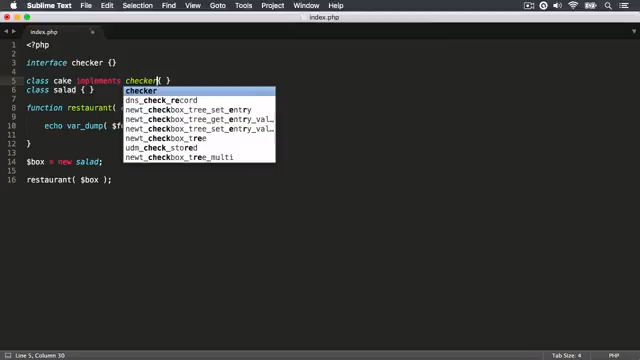 Sublime Text File Edit Selection Find View Goto Tools Project Window Help
index.php
index.php
1 <?php
2
3 interface checker {}
4
5 class cake implements checker{ }
6 class salad { }
7
8 function restaurant(
9
10 echo var_dump( $f
11
12 }
13
14 $box = new salad;
15
16 restaurant( $box );
checker
dns_check_record
newt_checkbox_tree_set_entry
newt_checkbox_tree_get_entry_val…
newt_checkbox_tree_set_entry_val…
newt_checkbox_tree
udm_check_stored
newt_checkbox_tree_multi
Line 5, Column 30 Tab Size: 4 PHP